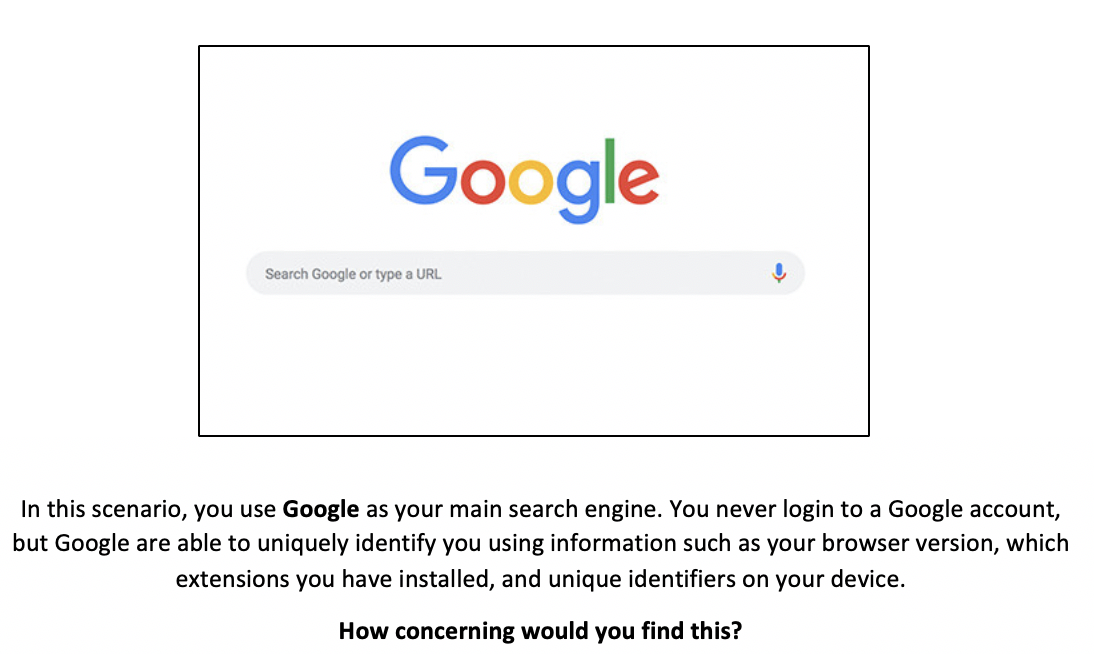 Google
Search Google or type a URL
In this scenario, you use Google as your main search engine. You never login to a Google account,
but Google are able to uniquely identify you using information such as your browser version, which
extensions you have installed, and unique identifiers on your device.
How concerning would you find this?